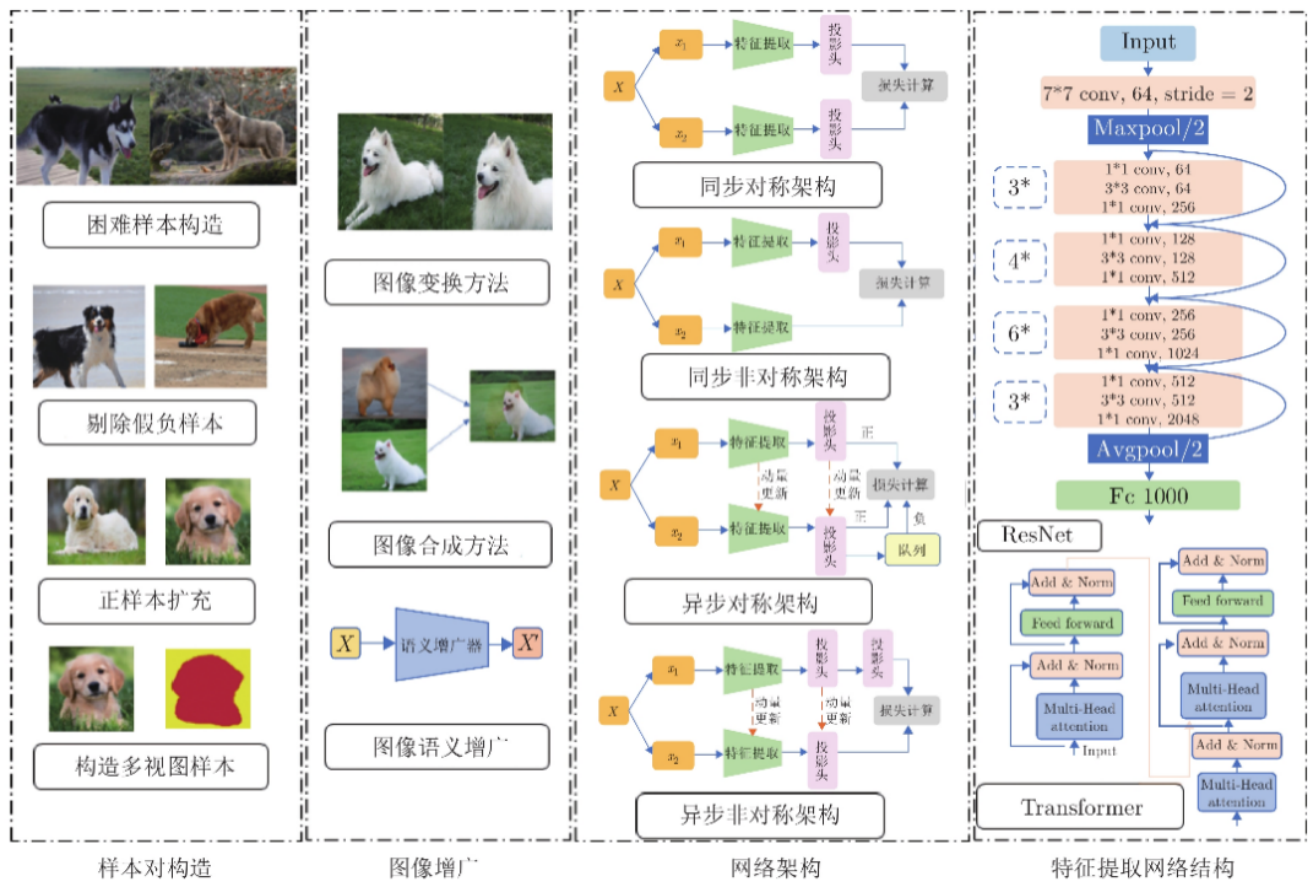 困难样本构造
剔除假负样本
正样本扩充
构造多视图样本
样本对构造
图像变换方法
图像合成方法
X
语义增广器
X'
图像语义增广
图像增广
X
x₁
特征提取
投影头
x₂
特征提取
投影头
损失计算
同步对称架构
X
x₁
特征提取
投影头
x₂
特征提取
损失计算
同步非对称架构
X
x₁
特征提取
投影头
正
动量
更新
动量
更新
损失计算
x₂
特征提取
投影头
正
负
队列
异步对称架构
X
x₁
特征提取
投影头
投影头
动量
更新
动量
更新
损失计算
x₂
特征提取
投影头
异步非对称架构
网络架构
Input
7*7 conv, 64, stride = 2
Maxpool/2
3*
1*1 conv, 64
3*3 conv, 64
1*1 conv, 256
4*
1*1 conv, 128
3*3 conv, 128
1*1 conv, 512
6*
1*1 conv, 256
3*3 conv, 256
1*1 conv, 1024
3*
1*1 conv, 512
3*3 conv, 512
1*1 conv, 2048
Avgpool/2
Fc 1000
ResNet
Add & Norm
Feed forward
Add & Norm
Multi-Head
attention
Input
Add & Norm
Feed forward
Add & Norm
Multi-Head
attention
Add & Norm
Multi-Head
attention
Transformer
特征提取网络结构